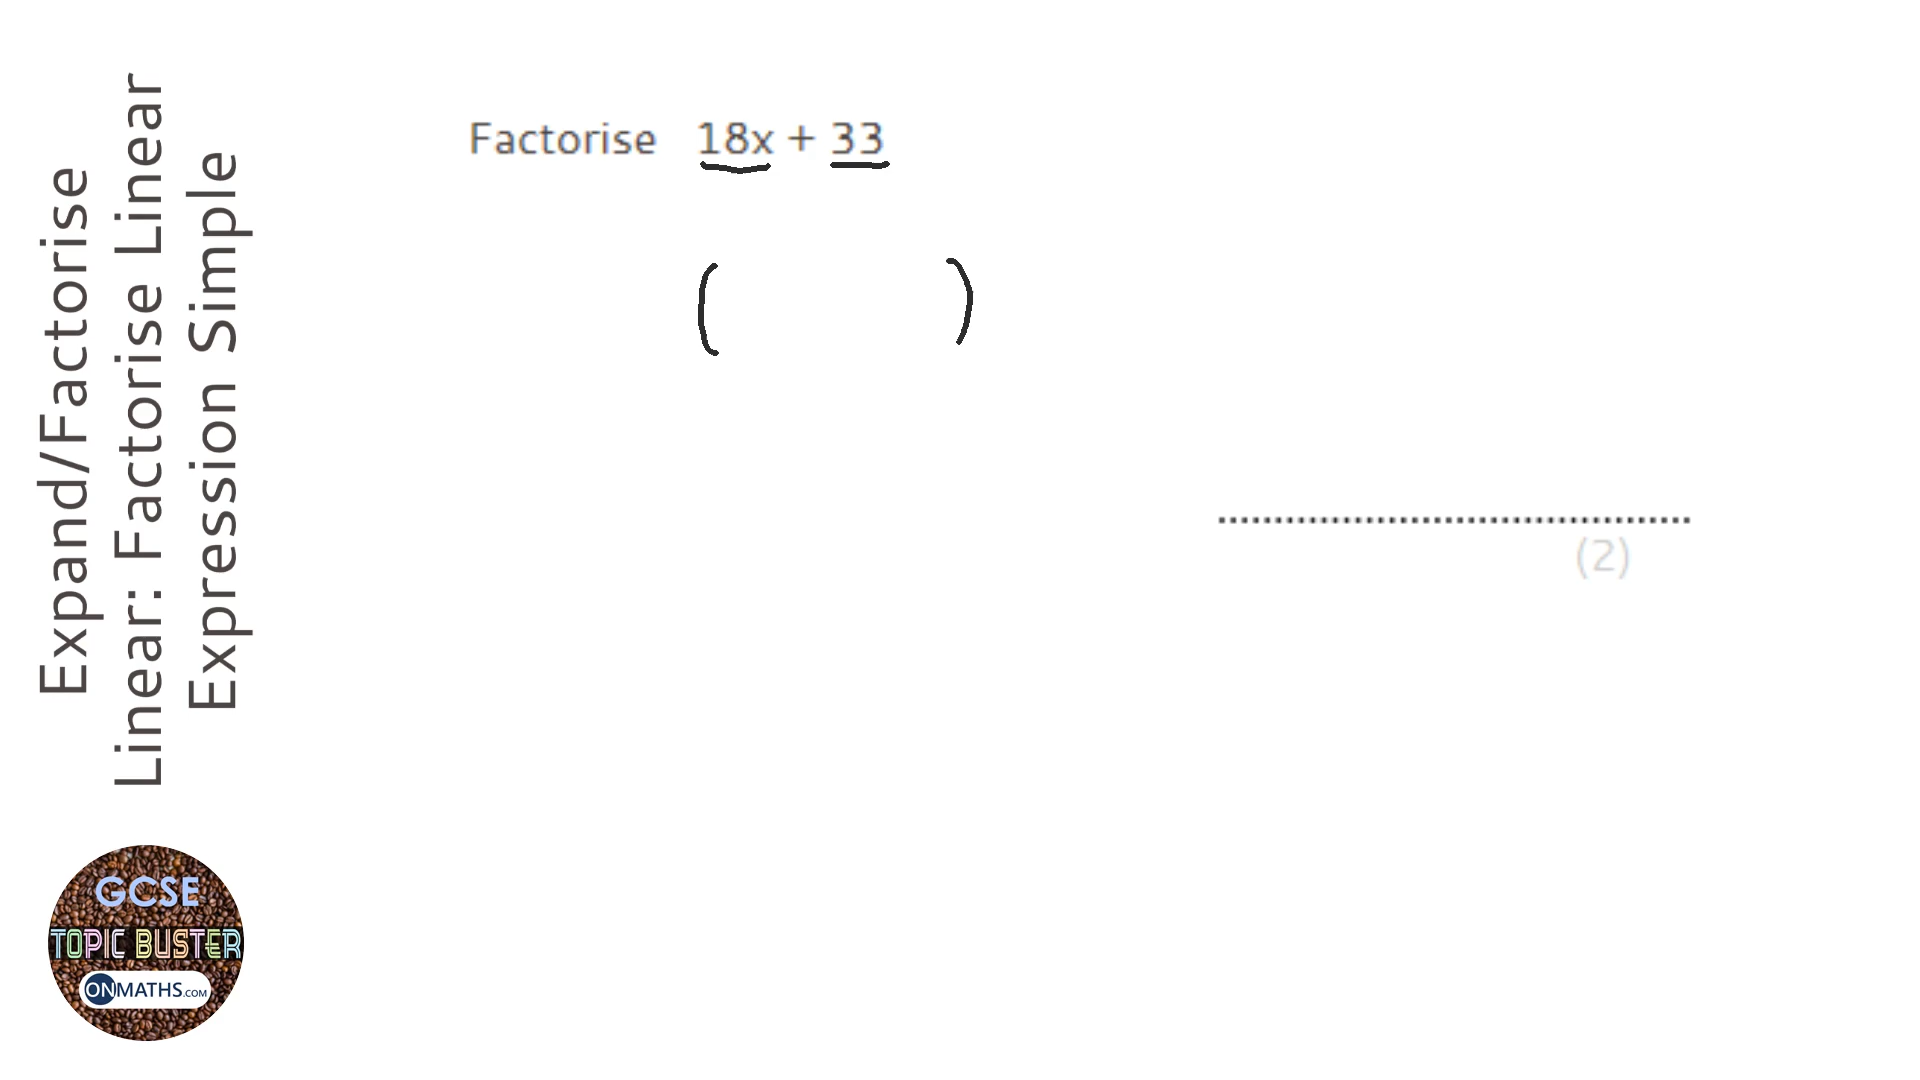 Expand/Factorise
Linear: Factorise Linear
Expression Simple
Factorise 18x + 33
( )
(2)
GCSE
TOPIC BUSTER
ONMATHS.COM